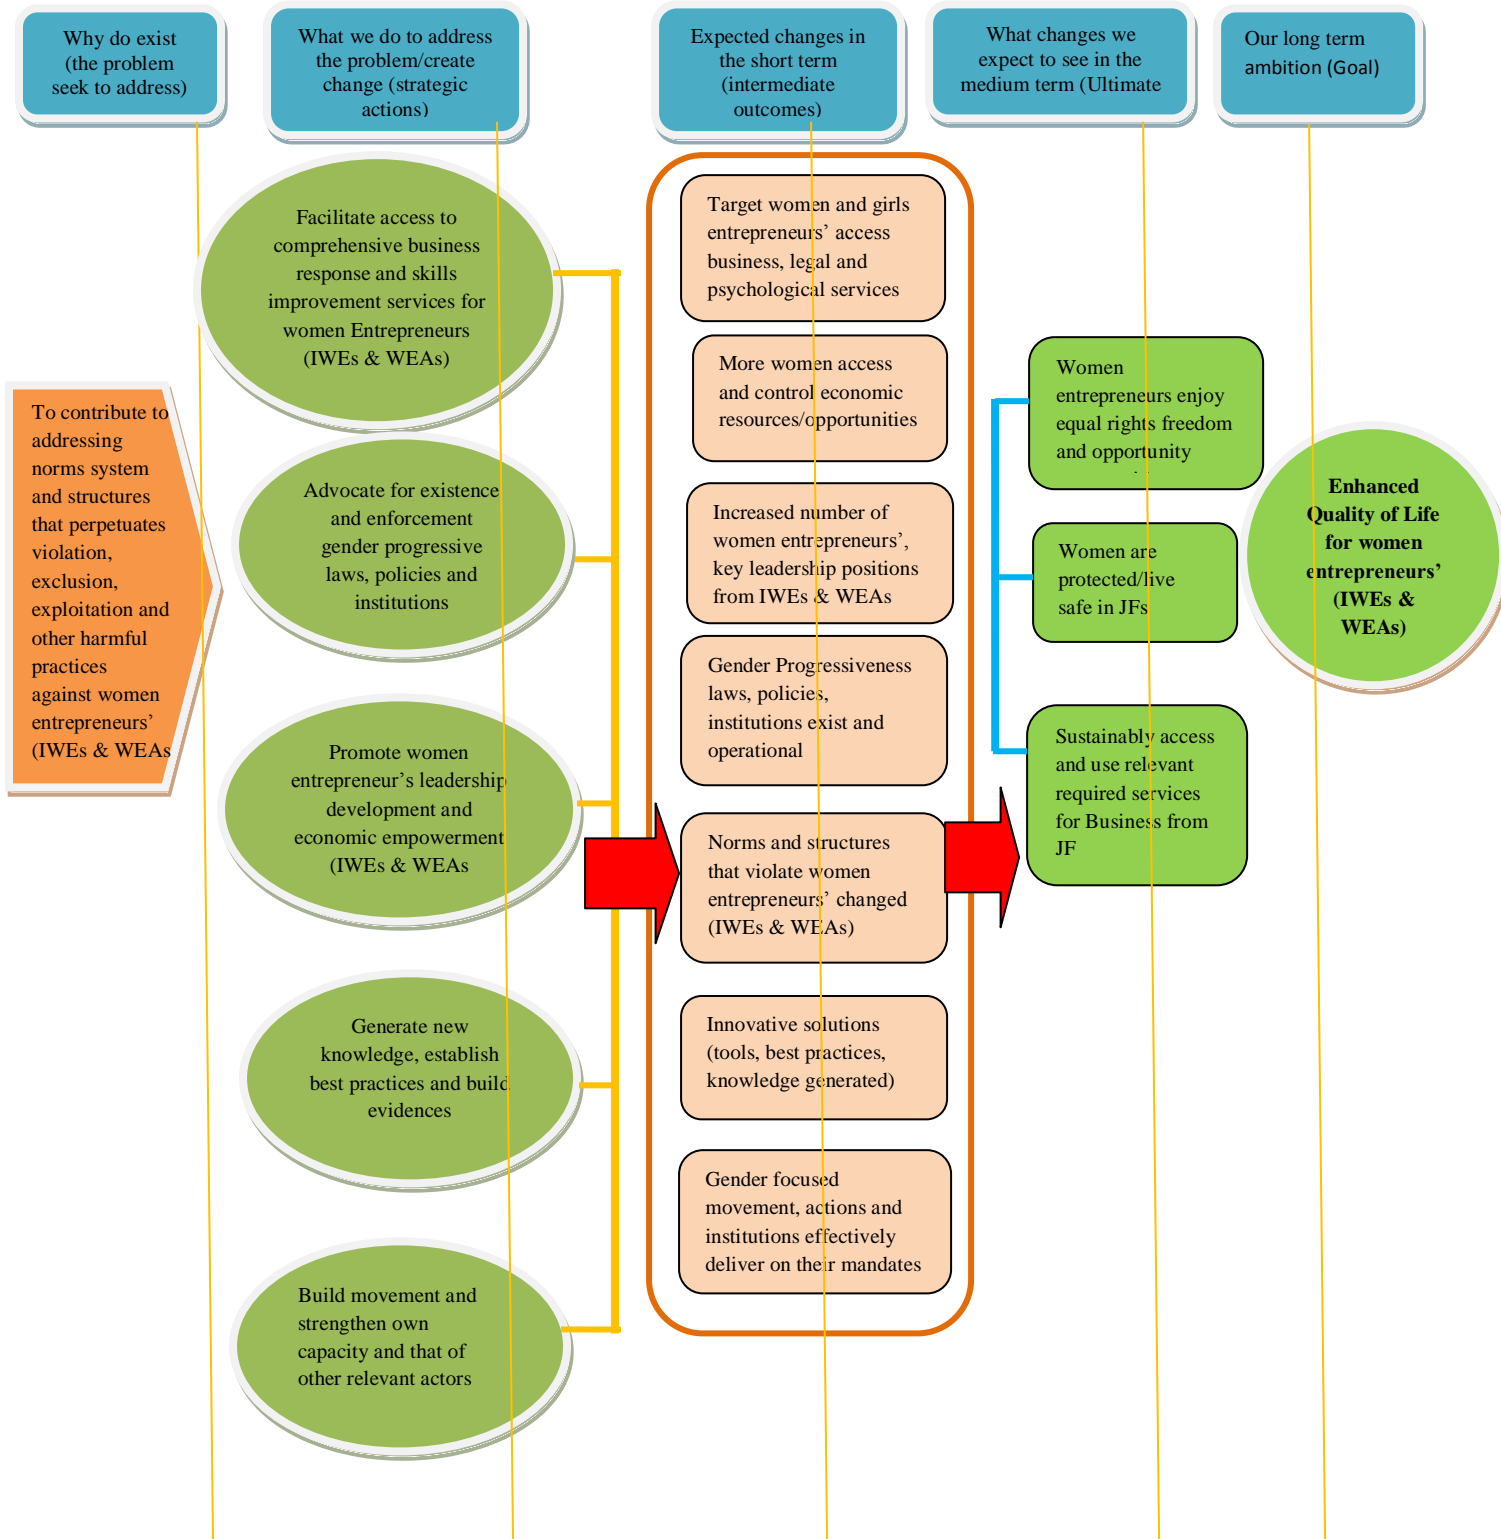 Why do exist
(the problem
seek to address)
What we do to address
the problem/create
change (strategic
actions)
Expected changes in
the short term
(intermediate
outcomes)
What changes we
expect to see in the
medium term (Ultimate
Our long term
ambition (Goal)
To contribute to
addressing
norms system
and structures
that perpetuates
violation,
exclusion,
exploitation and
other harmful
practices
against women
entrepreneurs’
(IWEs & WEAs
Facilitate access to
comprehensive business
response and skills
improvement services for
women Entrepreneurs
(IWEs & WEAs)
Advocate for existence
and enforcement
gender progressive
laws, policies and
institutions
Promote women
entrepreneur’s leadership
development and
economic empowerment
(IWEs & WEAs
Generate new
knowledge, establish
best practices and build
evidences
Build movement and
strengthen own
capacity and that of
other relevant actors
Target women and girls
entrepreneurs’ access
business, legal and
psychological services
More women access
and control economic
resources/opportunities
Increased number of
women entrepreneurs’,
key leadership positions
from IWEs & WEAs
Gender Progressiveness
laws, policies,
institutions exist and
operational
Norms and structures
that violate women
entrepreneurs’ changed
(IWEs & WEAs)
Innovative solutions
(tools, best practices,
knowledge generated)
Gender focused
movement, actions and
institutions effectively
deliver on their mandates
Women
entrepreneurs enjoy
equal rights freedom
and opportunity
Women are
protected/live
safe in JFs
Sustainably access
and use relevant
required services
for Business from
JF
Enhanced
Quality of Life
for women
entrepreneurs’
(IWEs &
WEAs)